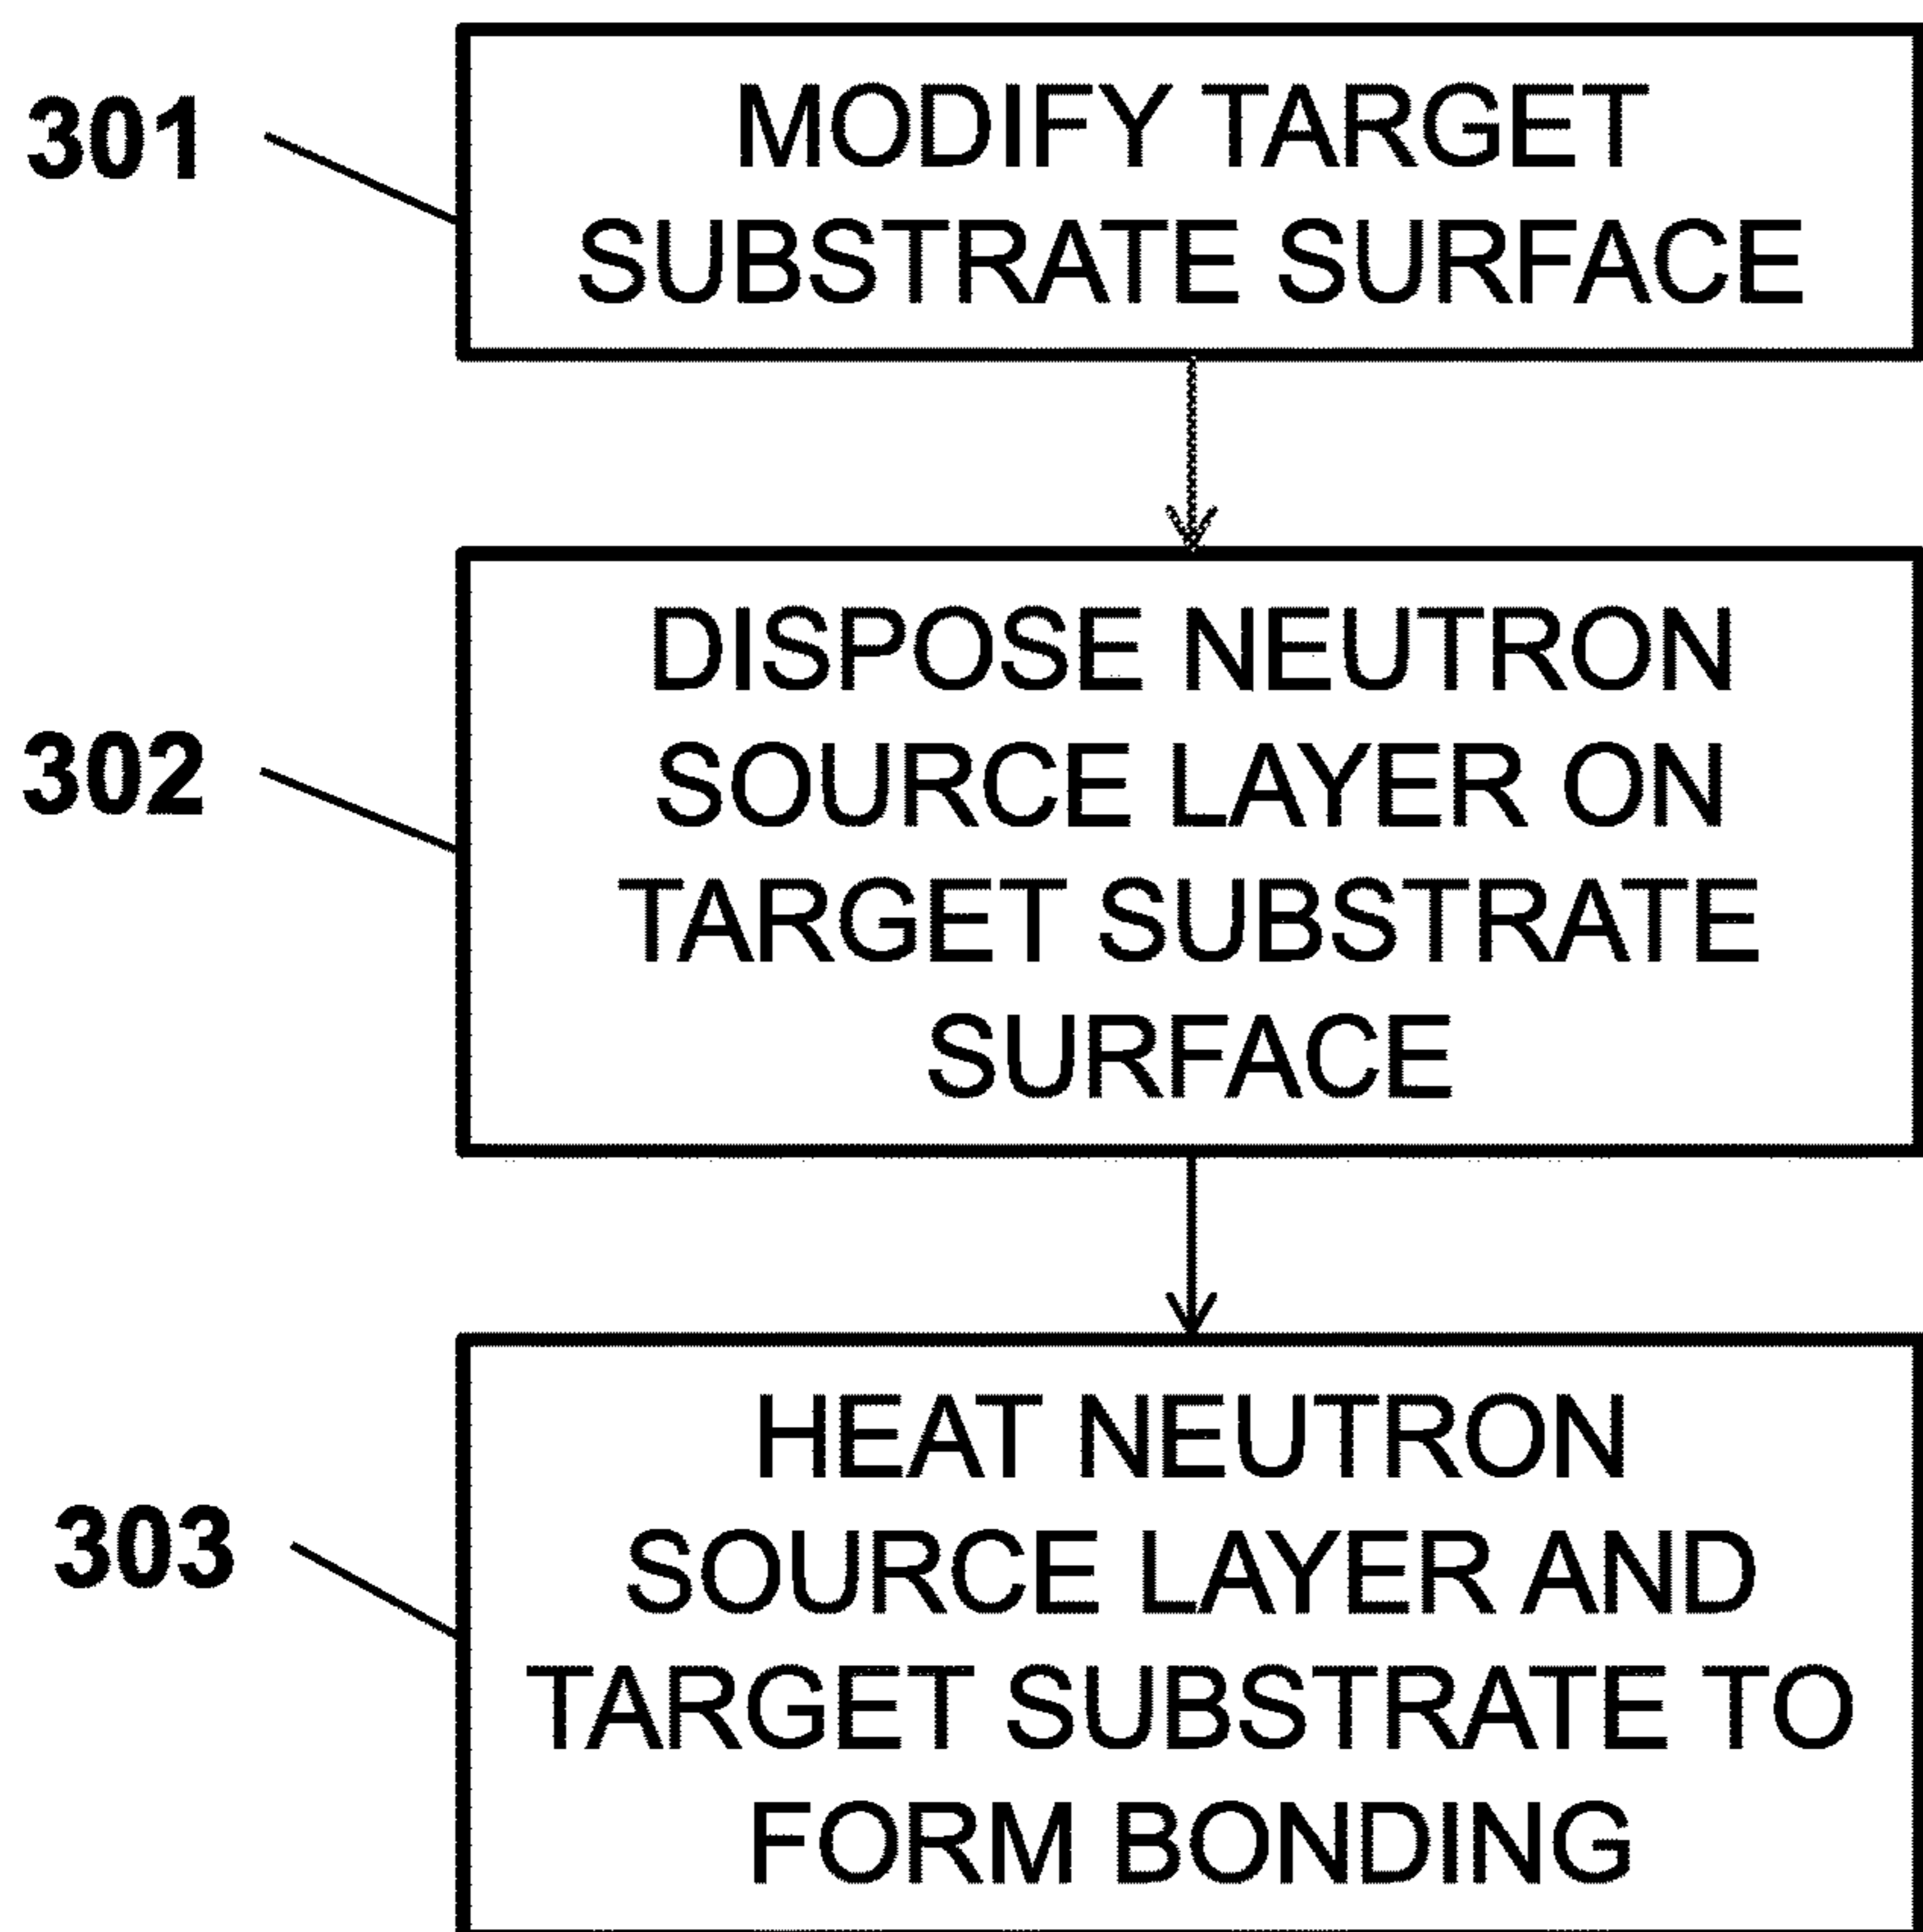 301
MODIFY TARGET
SUBSTRATE SURFACE
302
DISPOSE NEUTRON
SOURCE LAYER ON
TARGET SUBSTRATE
SURFACE
303
HEAT NEUTRON
SOURCE LAYER AND
TARGET SUBSTRATE TO
FORM BONDING